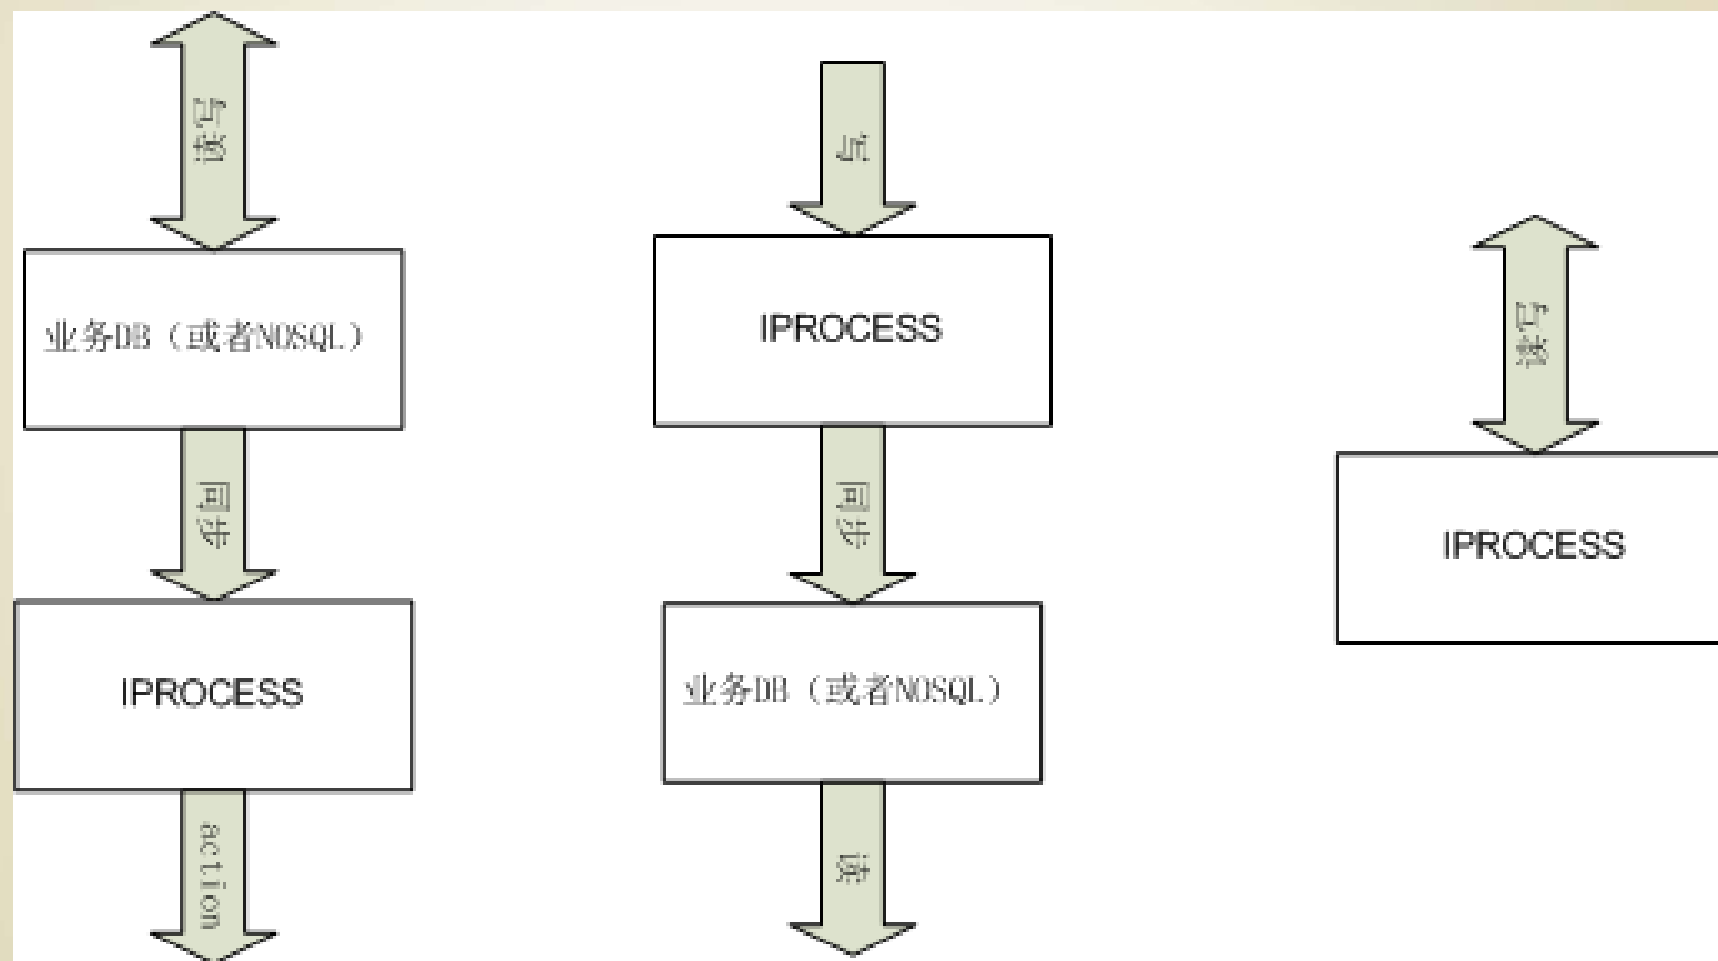 读写
业务DB（或者NOSQL）
同步
IPROCESS
action
写
IPROCESS
同步
业务DB（或者NOSQL）
读
读写
IPROCESS